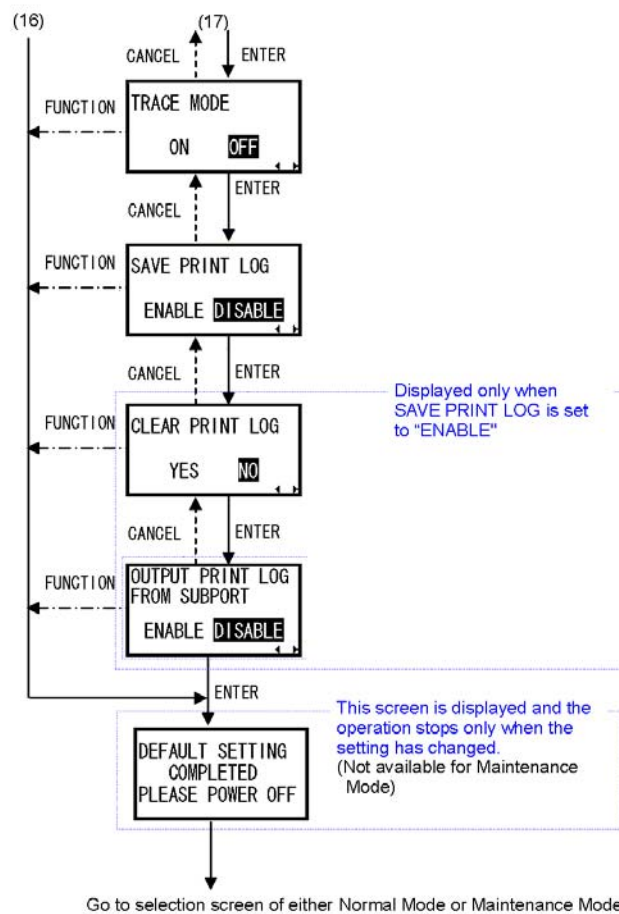 (16)
(17)
CANCEL
ENTER
FUNCTION
TRACE MODE
ON OFF
ENTER
CANCEL
FUNCTION
SAVE PRINT LOG
ENABLE DISABLE
CANCEL
ENTER
Displayed only when
SAVE PRINT LOG is set
to “ENABLE"
FUNCTION
CLEAR PRINT LOG
YES NO
CANCEL
ENTER
FUNCTION
OUTPUT PRINT LOG
FROM SUBPORT
ENABLE DISABLE
ENTER
This screen is displayed and the
operation stops only when the
setting has changed.
(Not available for Maintenance
Mode)
DEFAULT SETTING
COMPLETED
PLEASE POWER OFF
Go to selection screen of either Normal Mode or Maintenance Mode